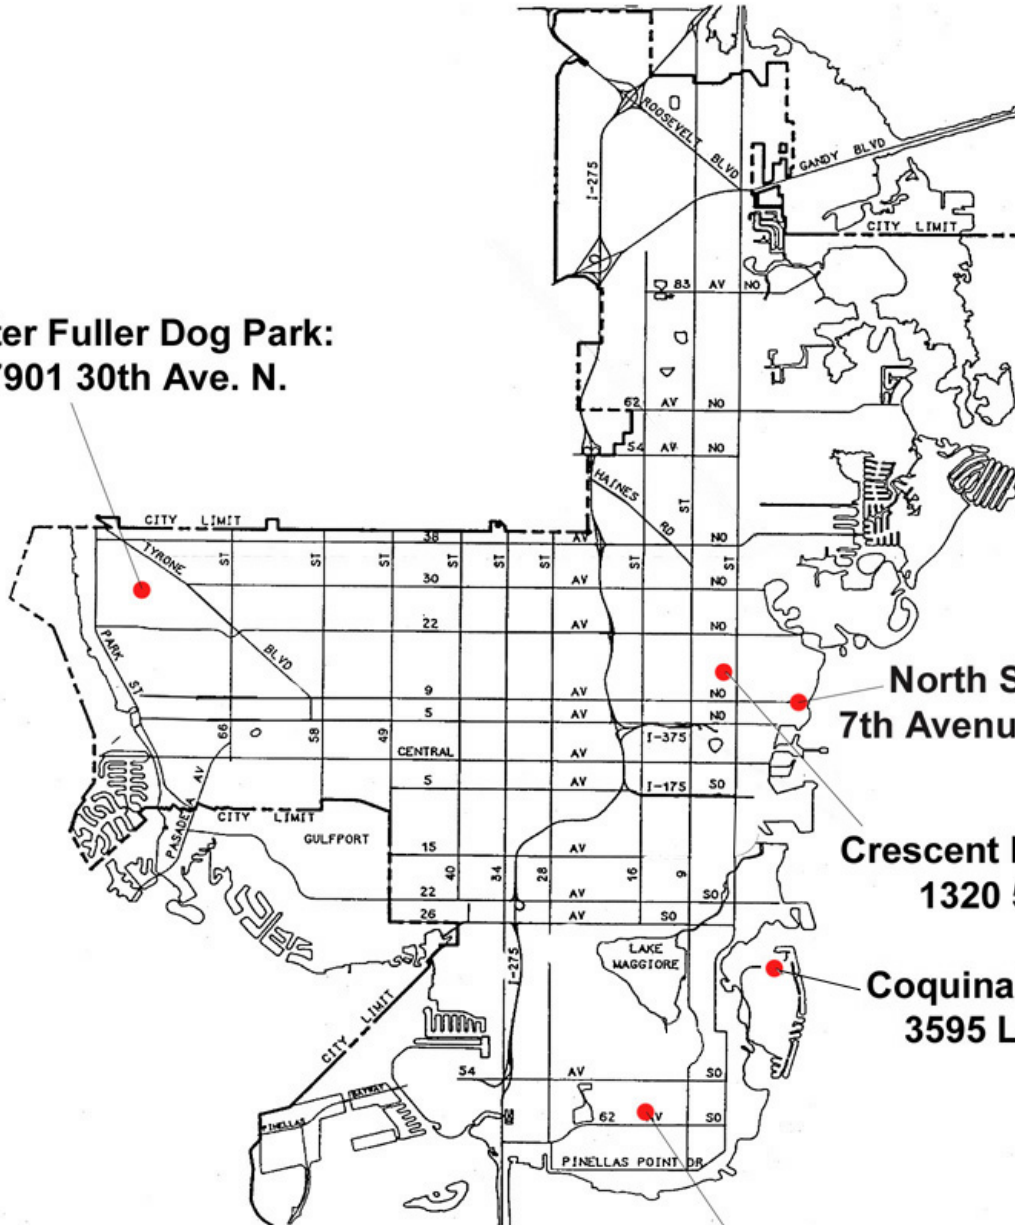 ROOSEVELT BLVD
GANDY BLVD
I-275
CITY LIMIT
83 AV NO
ter Fuller Dog Park:
7901 30th Ave. N.
62 AV NO
54 AV NO
HAINES RD
ST
CITY LIMIT
38 AV NO
TYRONE BLVD
ST ST ST ST ST ST ST
30 AV NO
22 AV NO
PARK ST
9 AV NO
North S
7th Avenu
5 AV NO
66 58 49
I-375
CENTRAL AV
5 AV I-175 SO
PASADENA AV
CITY LIMIT
GULFPORT
15 AV
Crescent
1320
40 34 28 16 9
22 AV SO
26 AV SO
LAKE
MAGGIORE
I-275
Coquina
3595 L
CITY LIMIT
54 AV SO
PINELLAS BAYWAY
62 AV SO
PINELLAS POINT DR